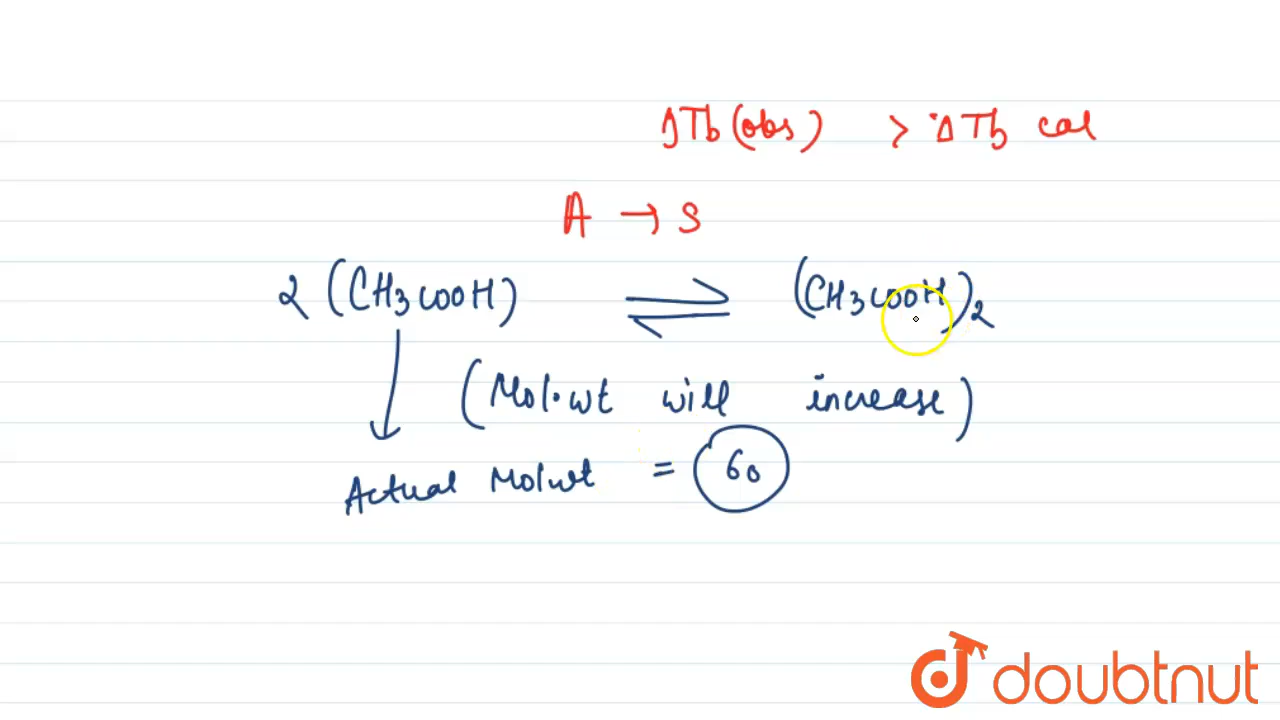 ΔTb (obs) > ΔTb cal
A → s
2 (CH3COOH) ⇌ (CH3COOH)2
(Mol.wt will increase)
Actual Mol.wt = 60
doubtnut